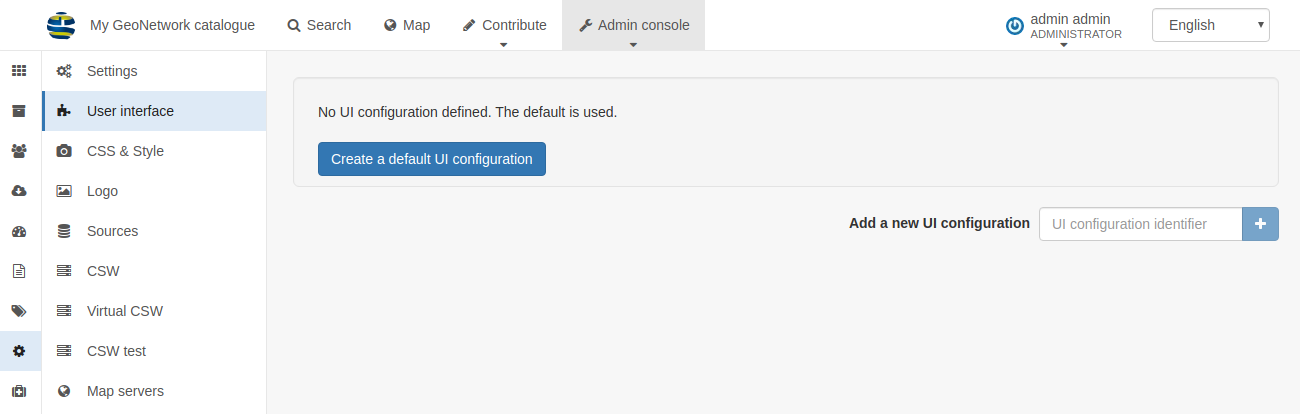 My GeoNetwork catalogue
Search
Map
Contribute
Admin console
admin admin
ADMINISTRATOR
English
Settings
User interface
CSS & Style
Logo
Sources
CSW
Virtual CSW
CSW test
Map servers
No UI configuration defined. The default is used.
Create a default UI configuration
Add a new UI configuration
UI configuration identifier